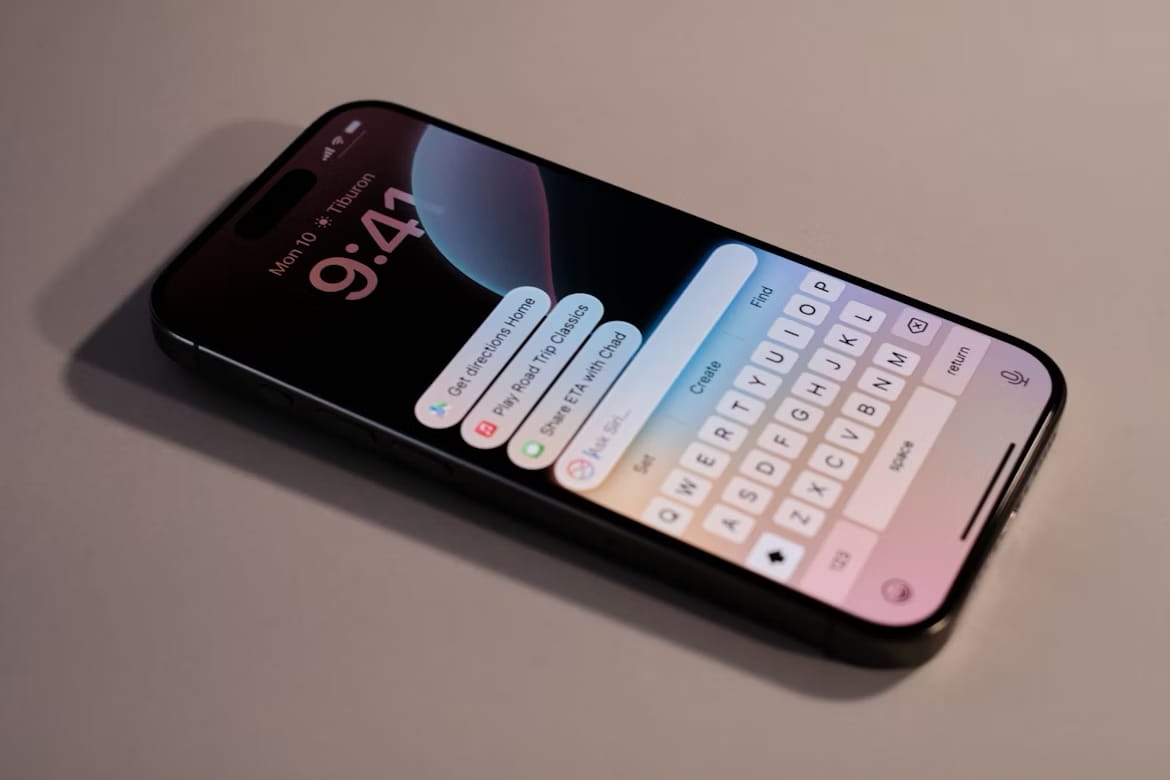 Mon 10 Tiburon
9:41
Get directions Home
Play Road Trip Classics
Share ETA with Chad
Ask Siri...
Set Create Find
Q W E R T Y U I O P
A S D F G H J K L
Z X C V B N M
123 space return